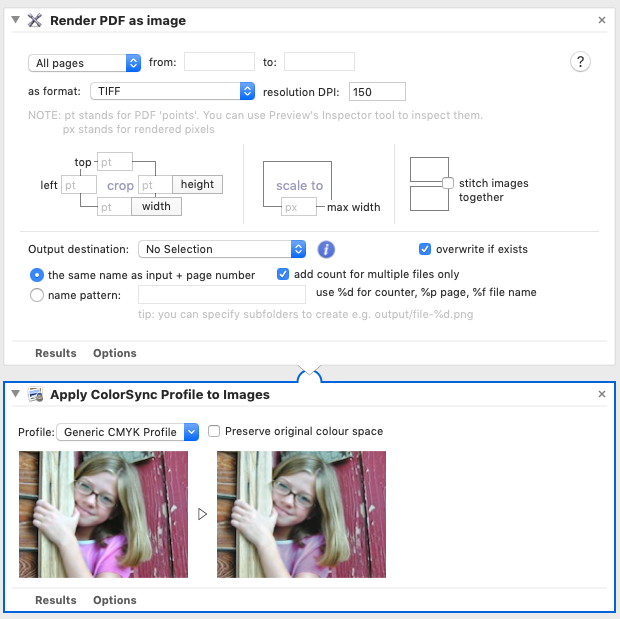 Render PDF as image
All pages from: to: ?
as format: TIFF resolution DPI: 150
NOTE: pt stands for PDF 'points'. You can use Preview's Inspector tool to inspect them.
px stands for rendered pixels
top pt
left pt crop pt height
pt width
scale to
px max width
stitch images
together
Output destination: No Selection i overwrite if exists
the same name as input + page number add count for multiple files only
name pattern: use %d for counter, %p page, %f file name
tip: you can specify subfolders to create e.g. output/file-%d.png
Results Options
Apply ColorSync Profile to Images
Profile: Generic CMYK Profile Preserve original colour space
Results Options